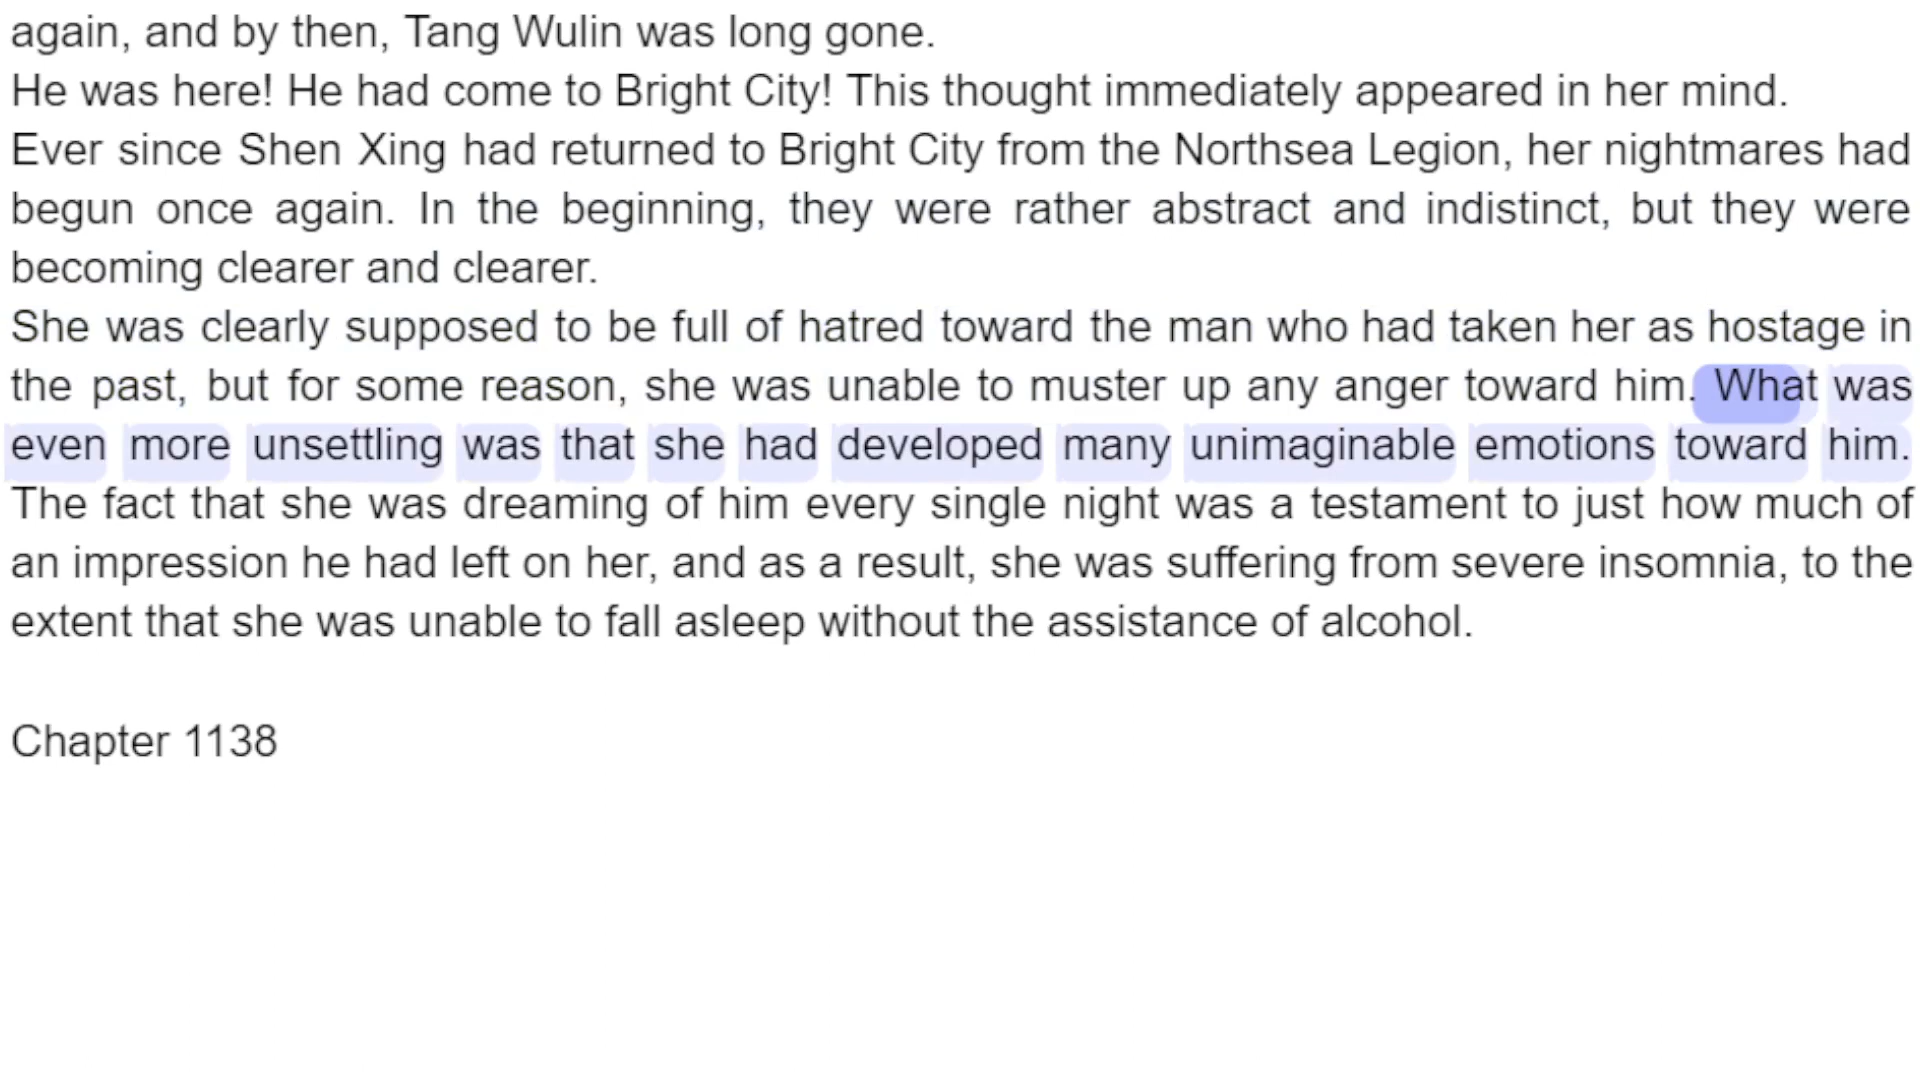 again, and by then, Tang Wulin was long gone.
He was here! He had come to Bright City! This thought immediately appeared in her mind.
Ever since Shen Xing had returned to Bright City from the Northsea Legion, her nightmares had
begun once again. In the beginning, they were rather abstract and indistinct, but they were
becoming clearer and clearer.
She was clearly supposed to be full of hatred toward the man who had taken her as hostage in
the past, but for some reason, she was unable to muster up any anger toward him. What was
even more unsettling was that she had developed many unimaginable emotions toward him.
The fact that she was dreaming of him every single night was a testament to just how much of
an impression he had left on her, and as a result, she was suffering from severe insomnia, to the
extent that she was unable to fall asleep without the assistance of alcohol.
Chapter 1138